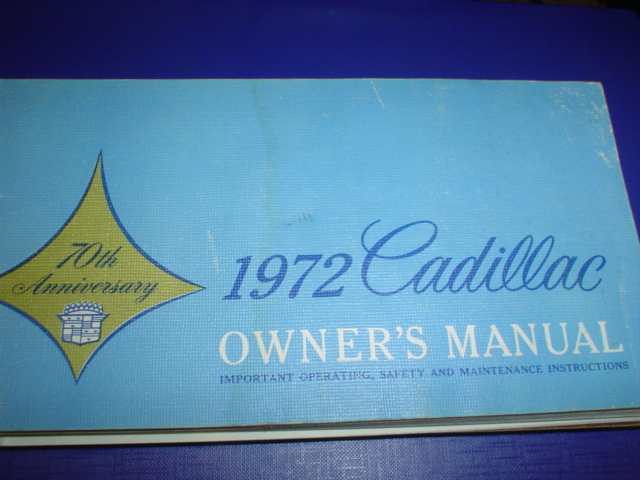 70th
Anniversary
1972 Cadillac
OWNER'S MANUAL
IMPORTANT OPERATING, SAFETY AND MAINTENANCE INSTRUCTIONS